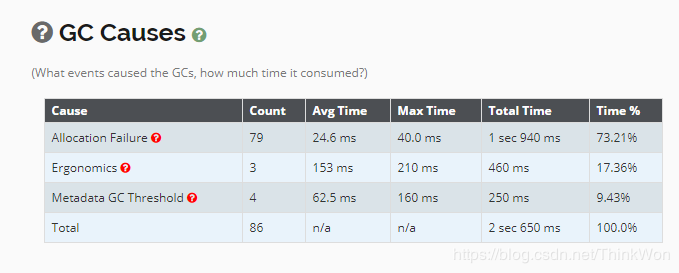 GC Causes
(What events caused the GCs, how much time it consumed?)
Cause Count Avg Time Max Time Total Time Time %
Allocation Failure 79 24.6 ms 40.0 ms 1 sec 940 ms 73.21%
Ergonomics 3 153 ms 210 ms 460 ms 17.36%
Metadata GC Threshold 4 62.5 ms 160 ms 250 ms 9.43%
Total 86 n/a n/a 2 sec 650 ms 100.0%
https://blog.csdn.net/ThinkWon